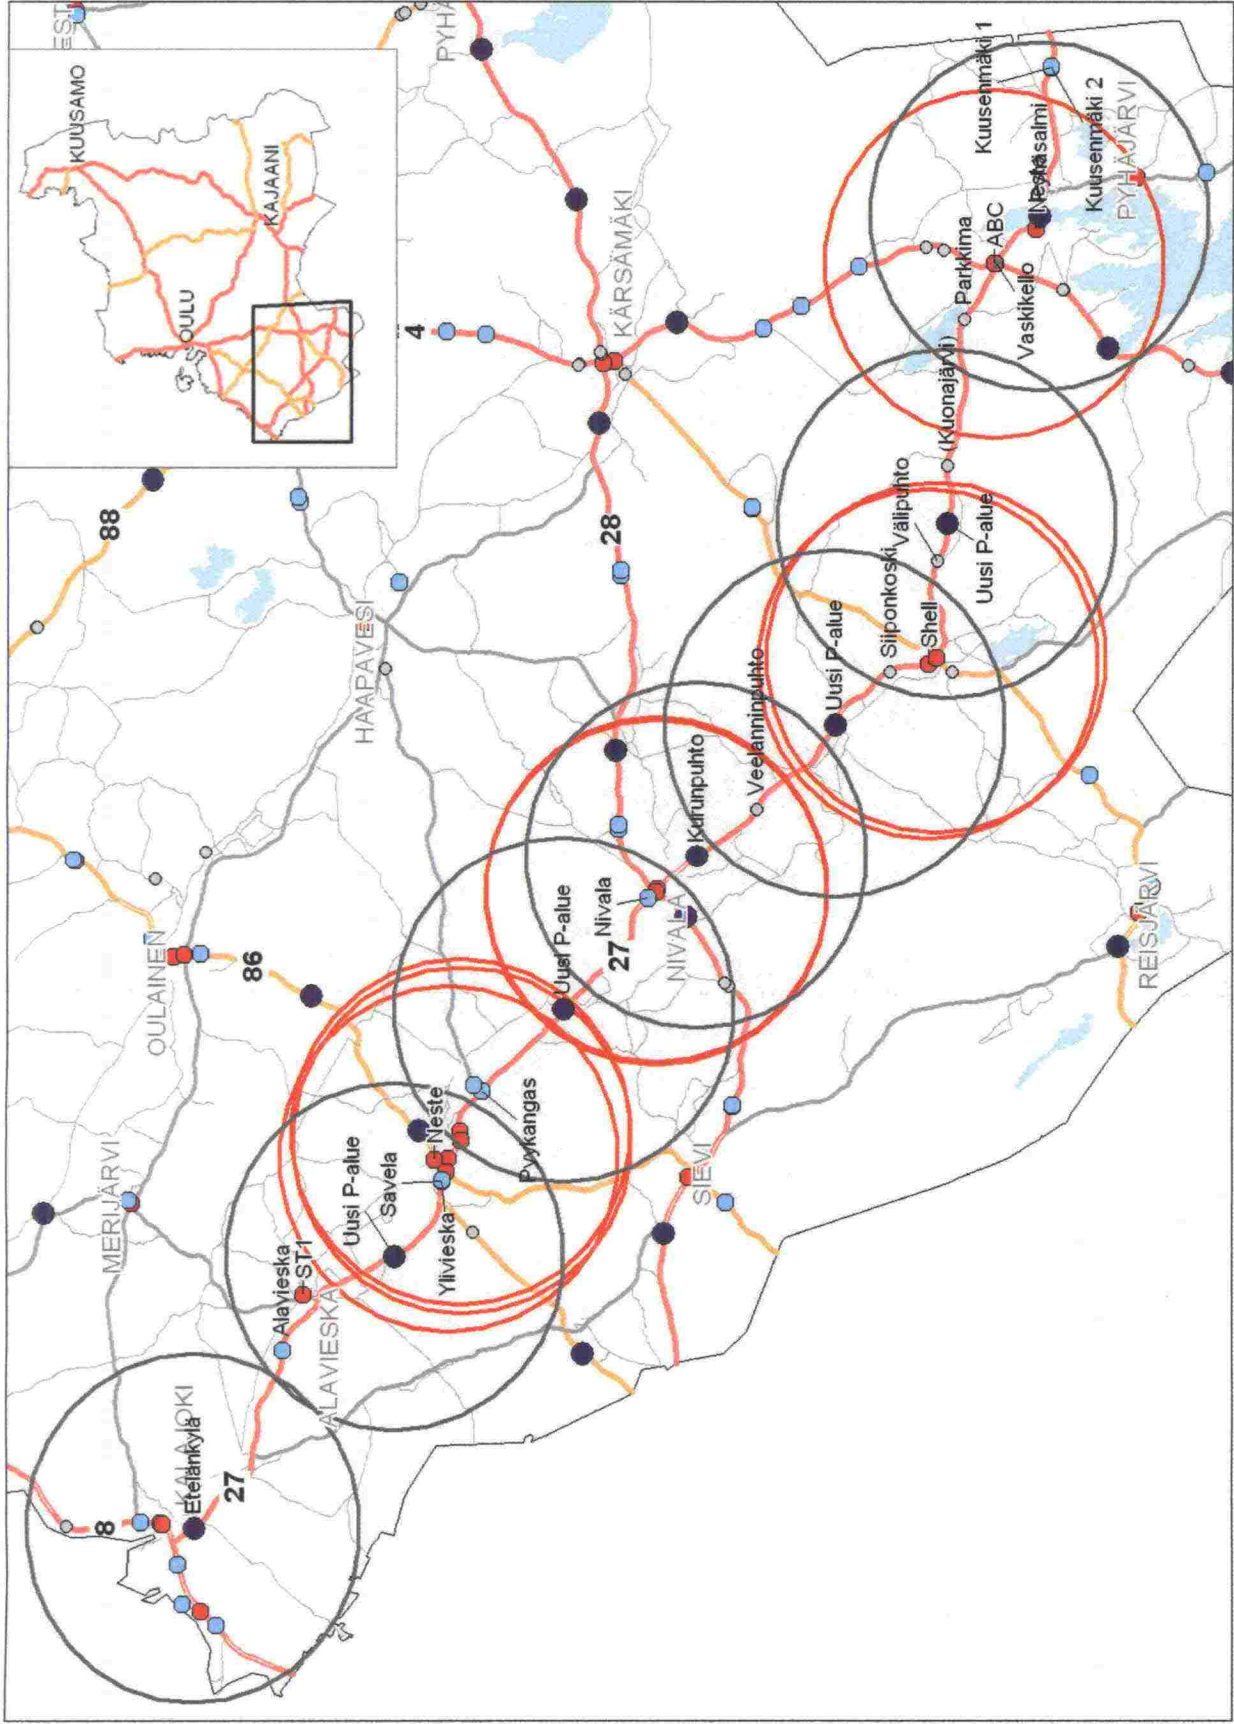 KUUSAMO
OULU
KAJAANI
EST
PYHÄ
88
4
HAAPAVESI
KÄRSÄMÄKI
28
OULAINEN
86
MERIJÄRVI
8
KALAJOKI
Etelänkylä
27
Alavieska
ST1
ALAVIESKA
Uusi P-alue
Savela
Ylivieska
Neste
Pyykangas
Uusi P-alue
Nivala
27
NIVALA
SIEVI
Kurunpuhto
Veelanninpuhto
Uusi P-alue
Siiponkoski
Shell
Välipuhto
Uusi P-alue
(Kuonajärvi)
Parkkima
ABC
Vaskikello
Kuusenmäki 1
Kuusenmäki 2
PYHÄJÄRVI
REISJÄRVI